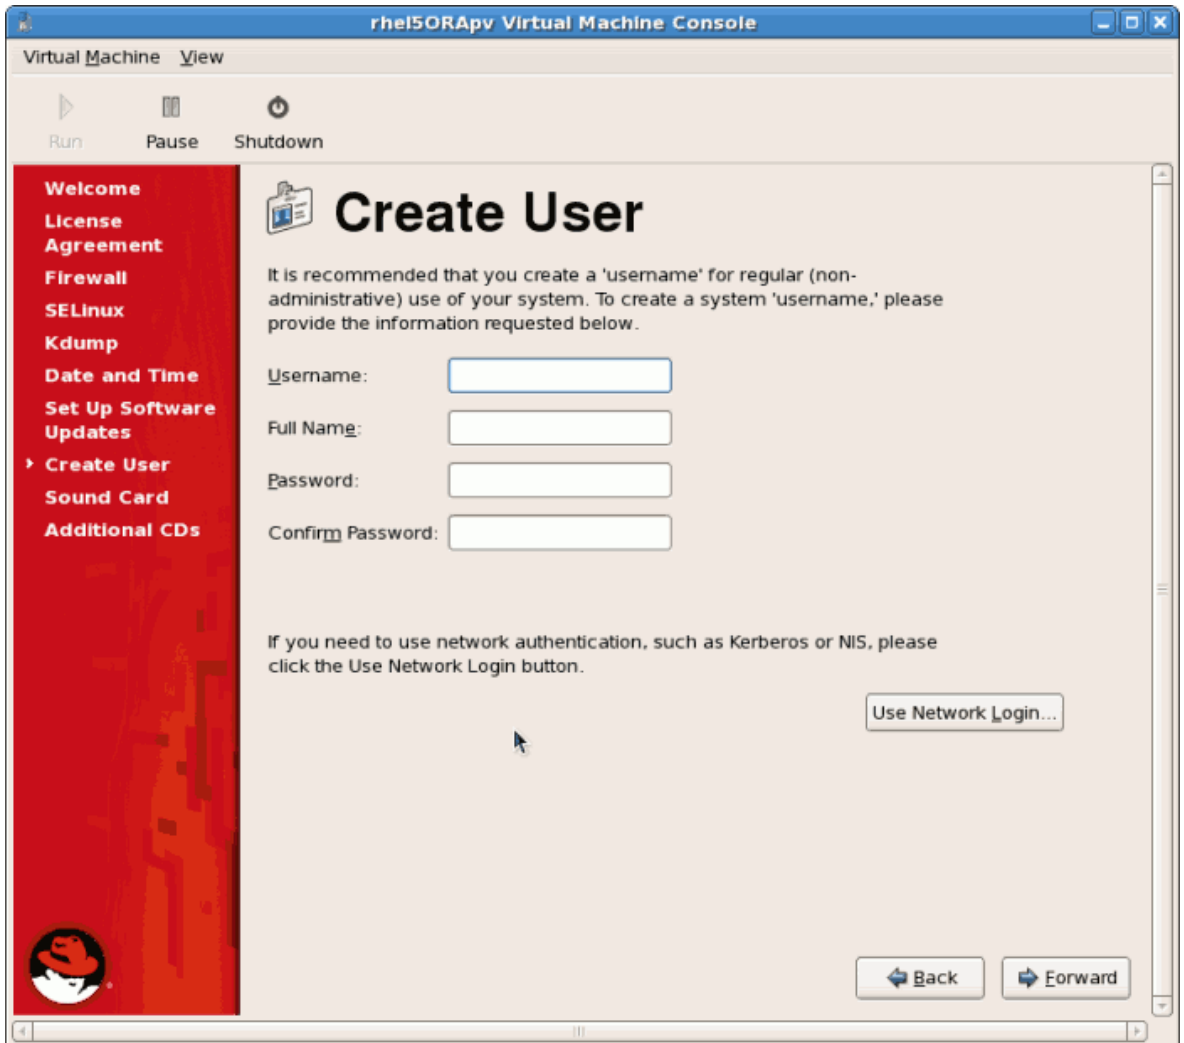 rhel5ORApv Virtual Machine Console
Virtual Machine View
Run Pause Shutdown
Welcome
License
Agreement
Firewall
SELinux
Kdump
Date and Time
Set Up Software
Updates
Create User
Sound Card
Additional CDs
Create User
It is recommended that you create a 'username' for regular (non-
administrative) use of your system. To create a system 'username,' please
provide the information requested below.
Username:
Full Name:
Password:
Confirm Password:
If you need to use network authentication, such as Kerberos or NIS, please
click the Use Network Login button.
Use Network Login...
Back Forward